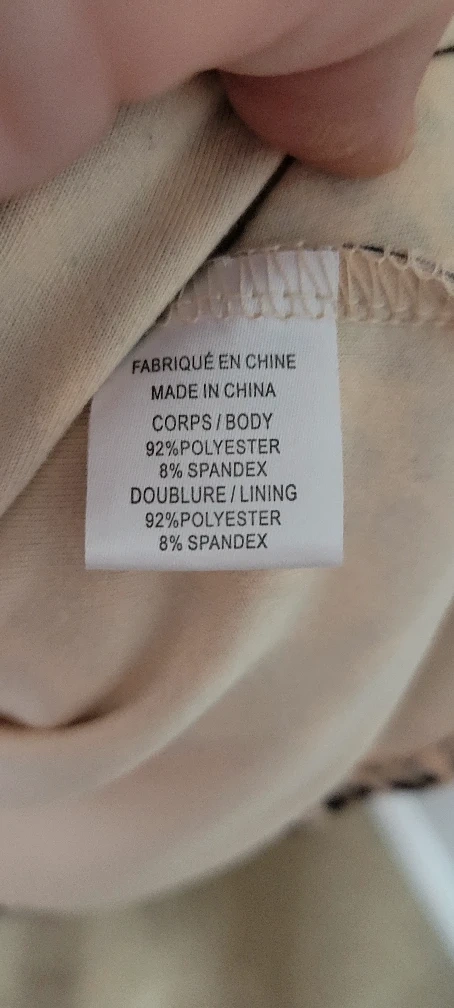 FABRIQUÉ EN CHINE
MADE IN CHINA
CORPS / BODY
92%POLYESTER
8% SPANDEX
DOUBLURE / LINING
92%POLYESTER
8% SPANDEX